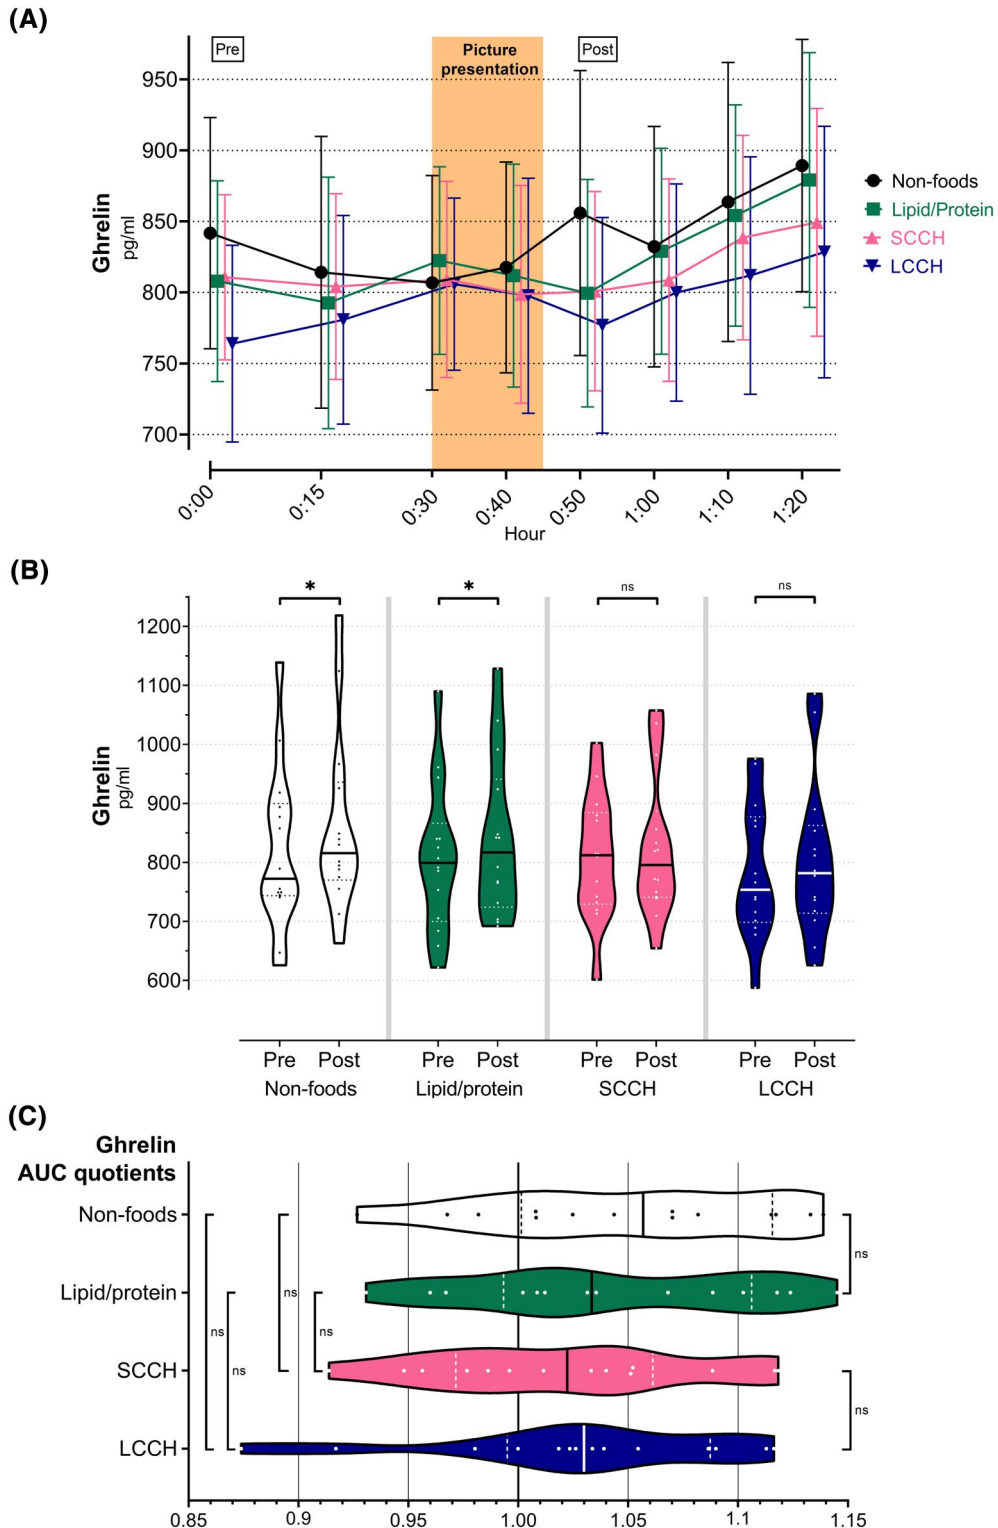 (A)
Pre
Picture
presentation
Post
Ghrelin
pg/ml
950
900
850
800
750
700
0:00
0:15
0:30
0:40
0:50
1:00
1:10
1:20
Hour
Non-foods
Lipid/Protein
SCCH
LCCH
(B)
*
*
ns
ns
Ghrelin
pg/ml
1200
1100
1000
900
800
700
600
Pre
Post
Pre
Post
Pre
Post
Pre
Post
Non-foods
Lipid/protein
SCCH
LCCH
(C)
Ghrelin
AUC quotients
Non-foods
Lipid/protein
SCCH
LCCH
ns
ns
ns
ns
ns
ns
0.85
0.9
0.95
1.00
1.05
1.1
1.15